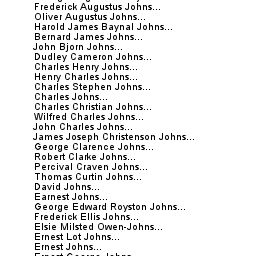 Frederick Augustus Johns...
Oliver Augustus Johns...
Harold James Baynal Johns...
Bernard James Johns...
John Bjorn Johns...
Dudley Cameron Johns...
Charles Henry Johns...
Henry Charles Johns...
Charles Stephen Johns...
Charles Johns...
Charles Christian Johns...
Wilfred Charles Johns...
John Charles Johns...
James Joseph Christenson Johns...
George Clarence Johns...
Robert Clarke Johns...
Percival Craven Johns...
Thomas Curtin Johns...
David Johns...
Earnest Johns...
George Edward Royston Johns...
Frederick Ellis Johns...
Elsie Milsted Owen-Johns...
Ernest Lot Johns...
Ernest Johns...
Ernest George Johns...